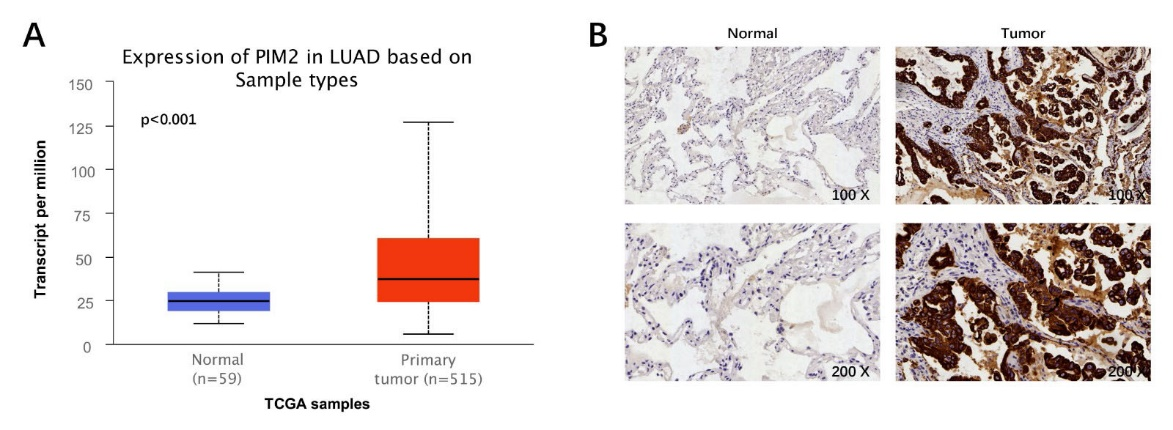 A
Expression of PIM2 in LUAD based on
Sample types
p<0.001
Transcript per million
150
125
100
75
50
25
0
Normal
(n=59)
Primary
tumor (n=515)
TCGA samples
B
Normal
Tumor
100 X
100 X
200 X
200 X